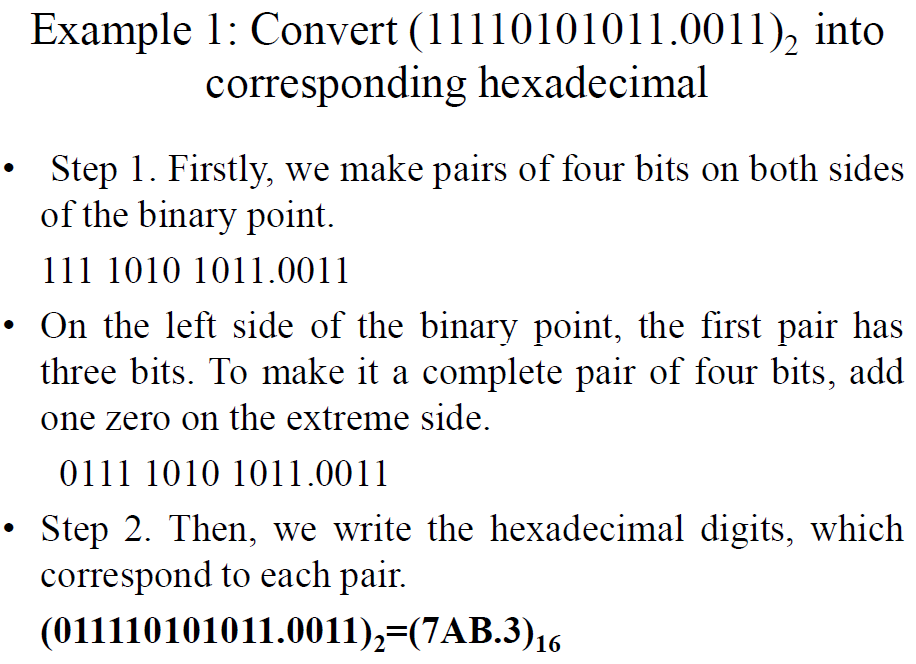 Example 1: Convert (11110101011.0011)₂ into
corresponding hexadecimal
• Step 1. Firstly, we make pairs of four bits on both sides
of the binary point.
111 1010 1011.0011
• On the left side of the binary point, the first pair has
three bits. To make it a complete pair of four bits, add
one zero on the extreme side.
0111 1010 1011.0011
• Step 2. Then, we write the hexadecimal digits, which
correspond to each pair.
(011110101011.0011)₂=(7AB.3)₁₆